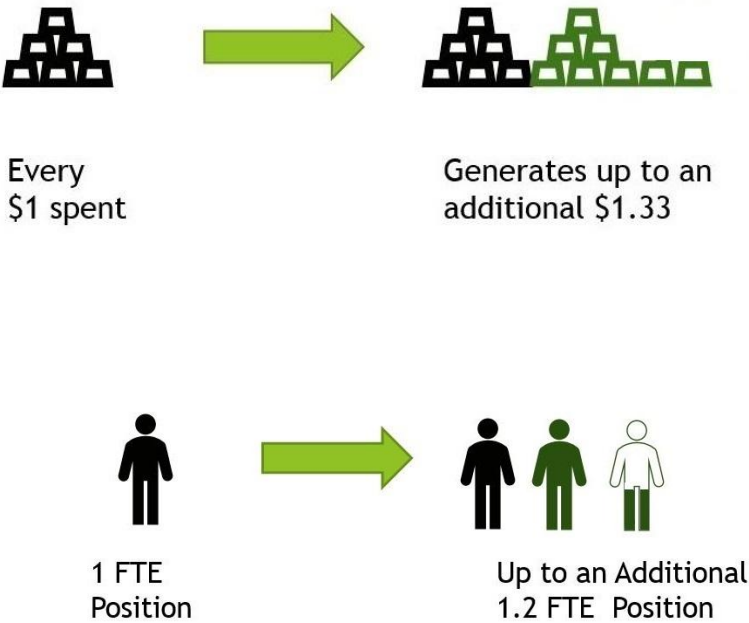 Every
$1 spent
Generates up to an
additional $1.33
1 FTE
Position
Up to an Additional
1.2 FTE Position